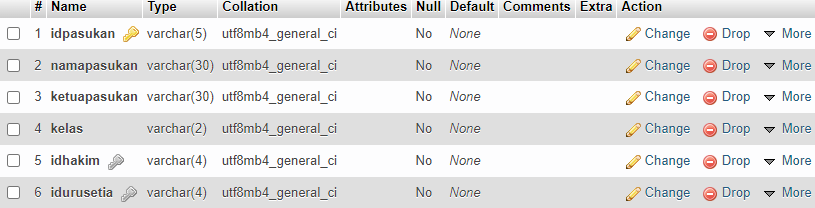 # Name Type Collation Attributes Null Default Comments Extra Action
1 idpasukan varchar(5) utf8mb4_general_ci No None Change Drop More
2 namapasukan varchar(30) utf8mb4_general_ci No None Change Drop More
3 ketuapasukan varchar(30) utf8mb4_general_ci No None Change Drop More
4 kelas varchar(2) utf8mb4_general_ci No None Change Drop More
5 idhakim varchar(4) utf8mb4_general_ci No None Change Drop More
6 idurusetia varchar(4) utf8mb4_general_ci No None Change Drop More